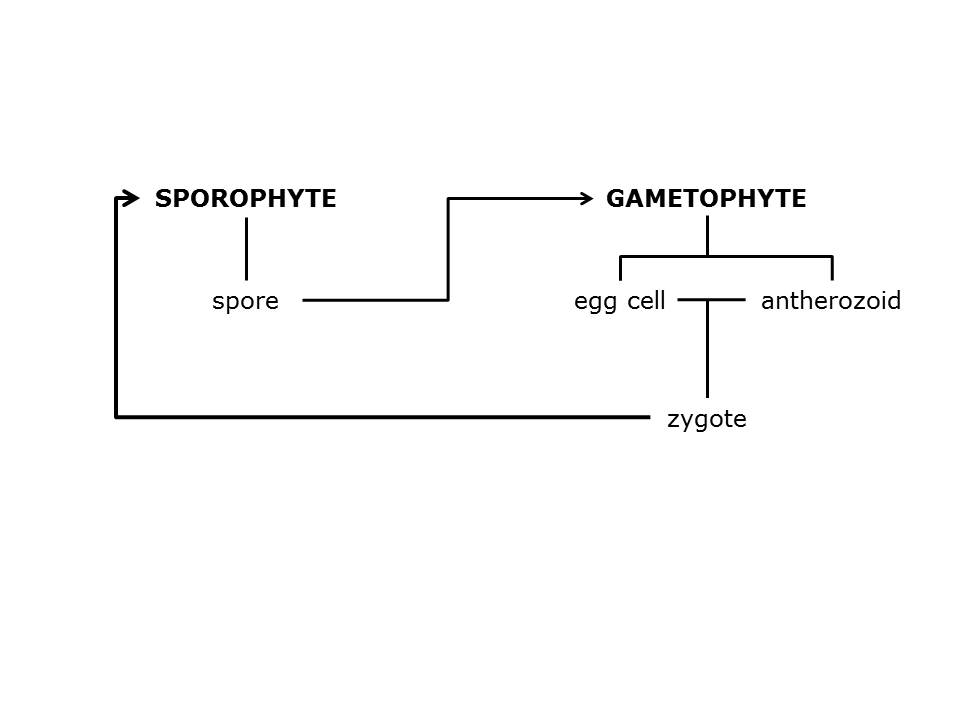 SPOROPHYTE
GAMETOPHYTE
spore
egg cell
antherozoid
zygote